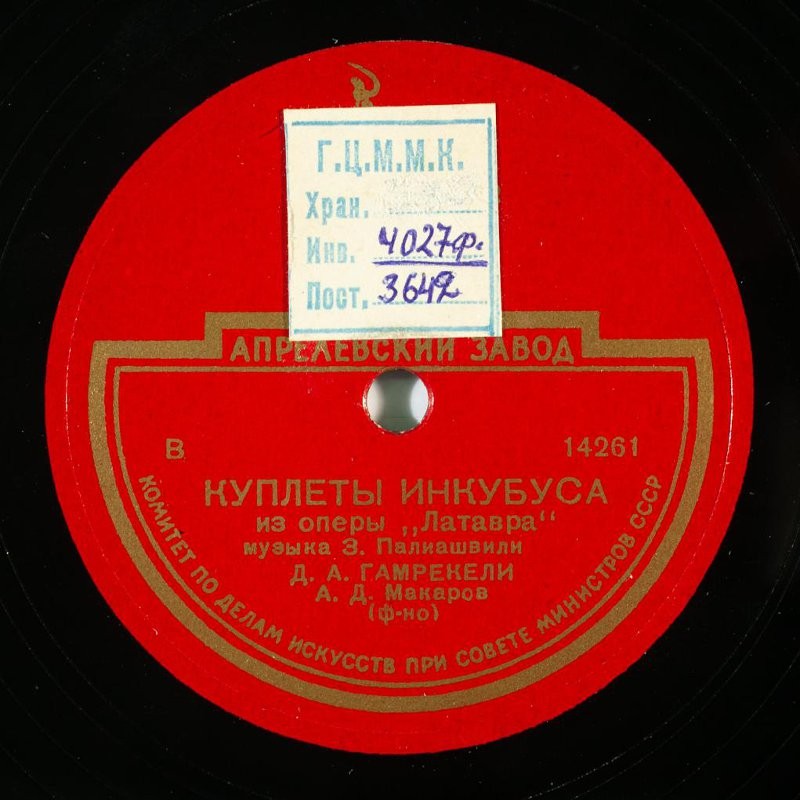 Г.Ц.М.М.К.
Хран.
Инв. 4027ф.
Пост. 3642
АПРЕЛЕВСКИЙ ЗАВОД
В 14261
КУПЛЕТЫ ИНКУБУСА
из оперы „Латавра“
музыка З. Палиашвили
Д. А. ГАМРЕКЕЛИ
А. Д. Макаров
(ф-но)
КОМИТЕТ ПО ДЕЛАМ ИСКУССТВ ПРИ СОВЕТЕ МИНИСТРОВ СССР